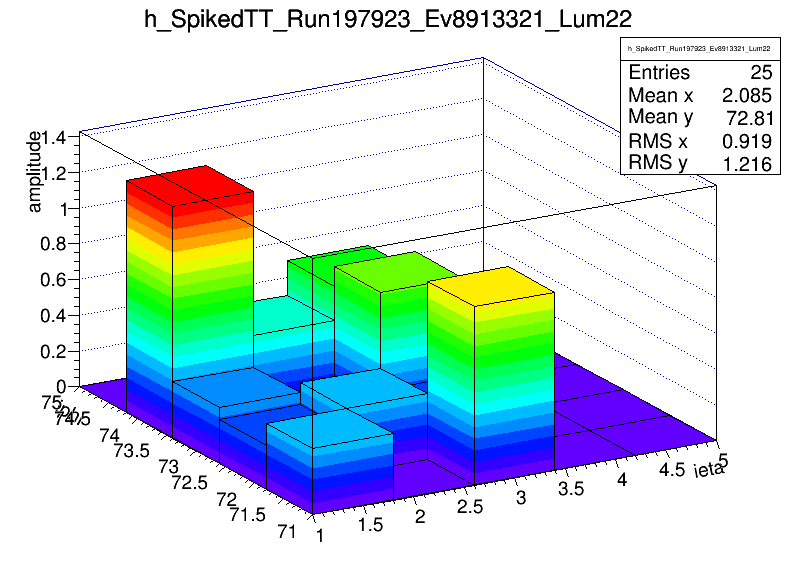 h_SpikedTT_Run197923_Ev8913321_Lum22
h_SpikedTT_Run197923_Ev8913321_Lum22
Entries 25
Mean x 2.085
Mean y 72.81
RMS x 0.919
RMS y 1.216
amplitude
1.4
1.2
1
0.8
0.6
0.4
0.2
0
75
74.5
74
73.5
73
72.5
72
71.5
71
1
1.5
2
2.5
3
3.5
4
4.5
5
ieta